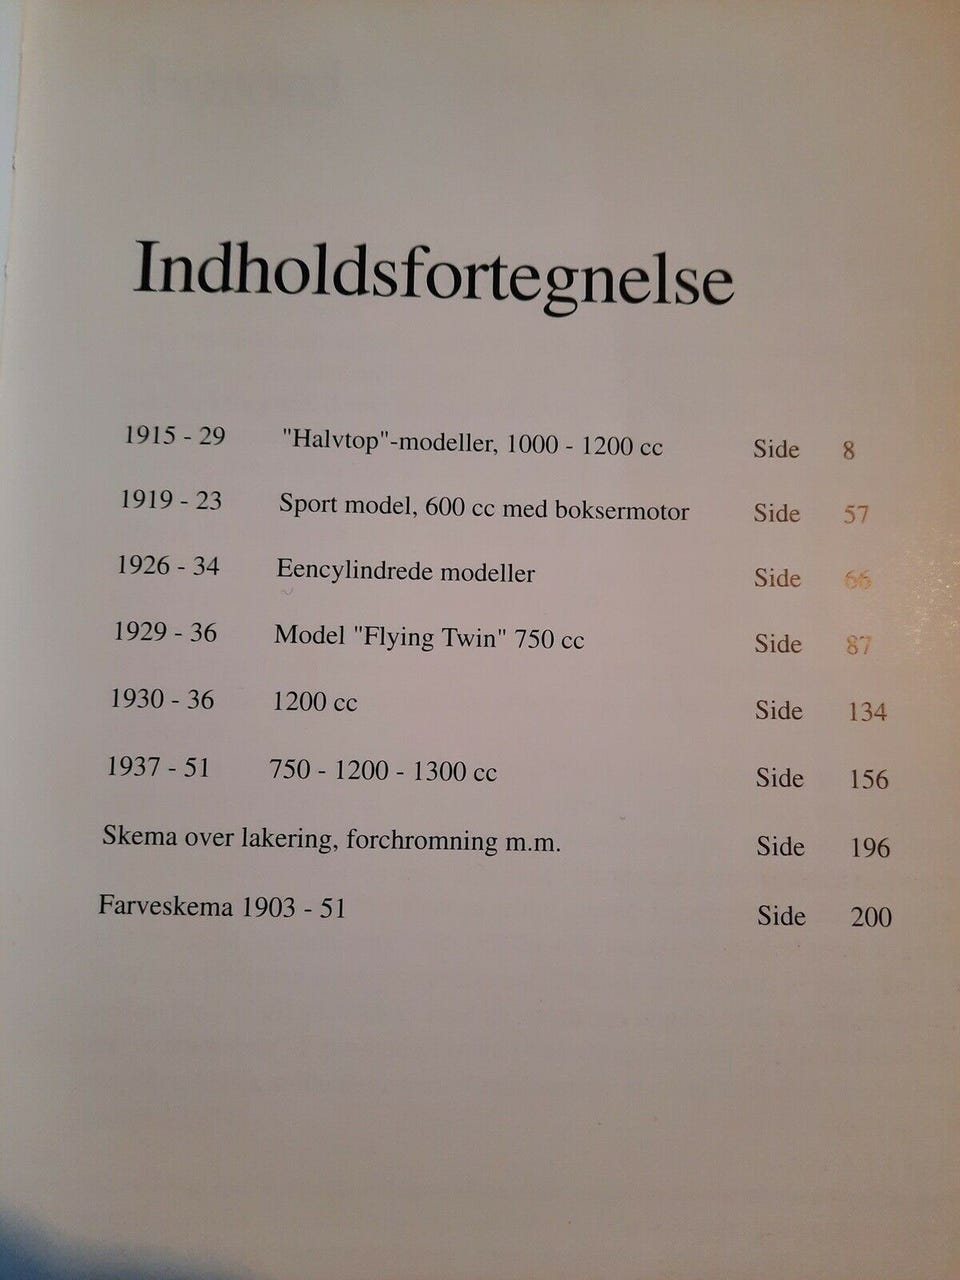 Indholdsfortegnelse
1915 - 29 "Halvtop"-modeller, 1000 - 1200 cc Side 8
1919 - 23 Sport model, 600 cc med boksermotor Side 57
1926 - 34 Eencylindrede modeller Side 66
1929 - 36 Model "Flying Twin" 750 cc Side 87
1930 - 36 1200 cc Side 134
1937 - 51 750 - 1200 - 1300 cc Side 156
Skema over lakering, forchromning m.m. Side 196
Farveskema 1903 - 51 Side 200